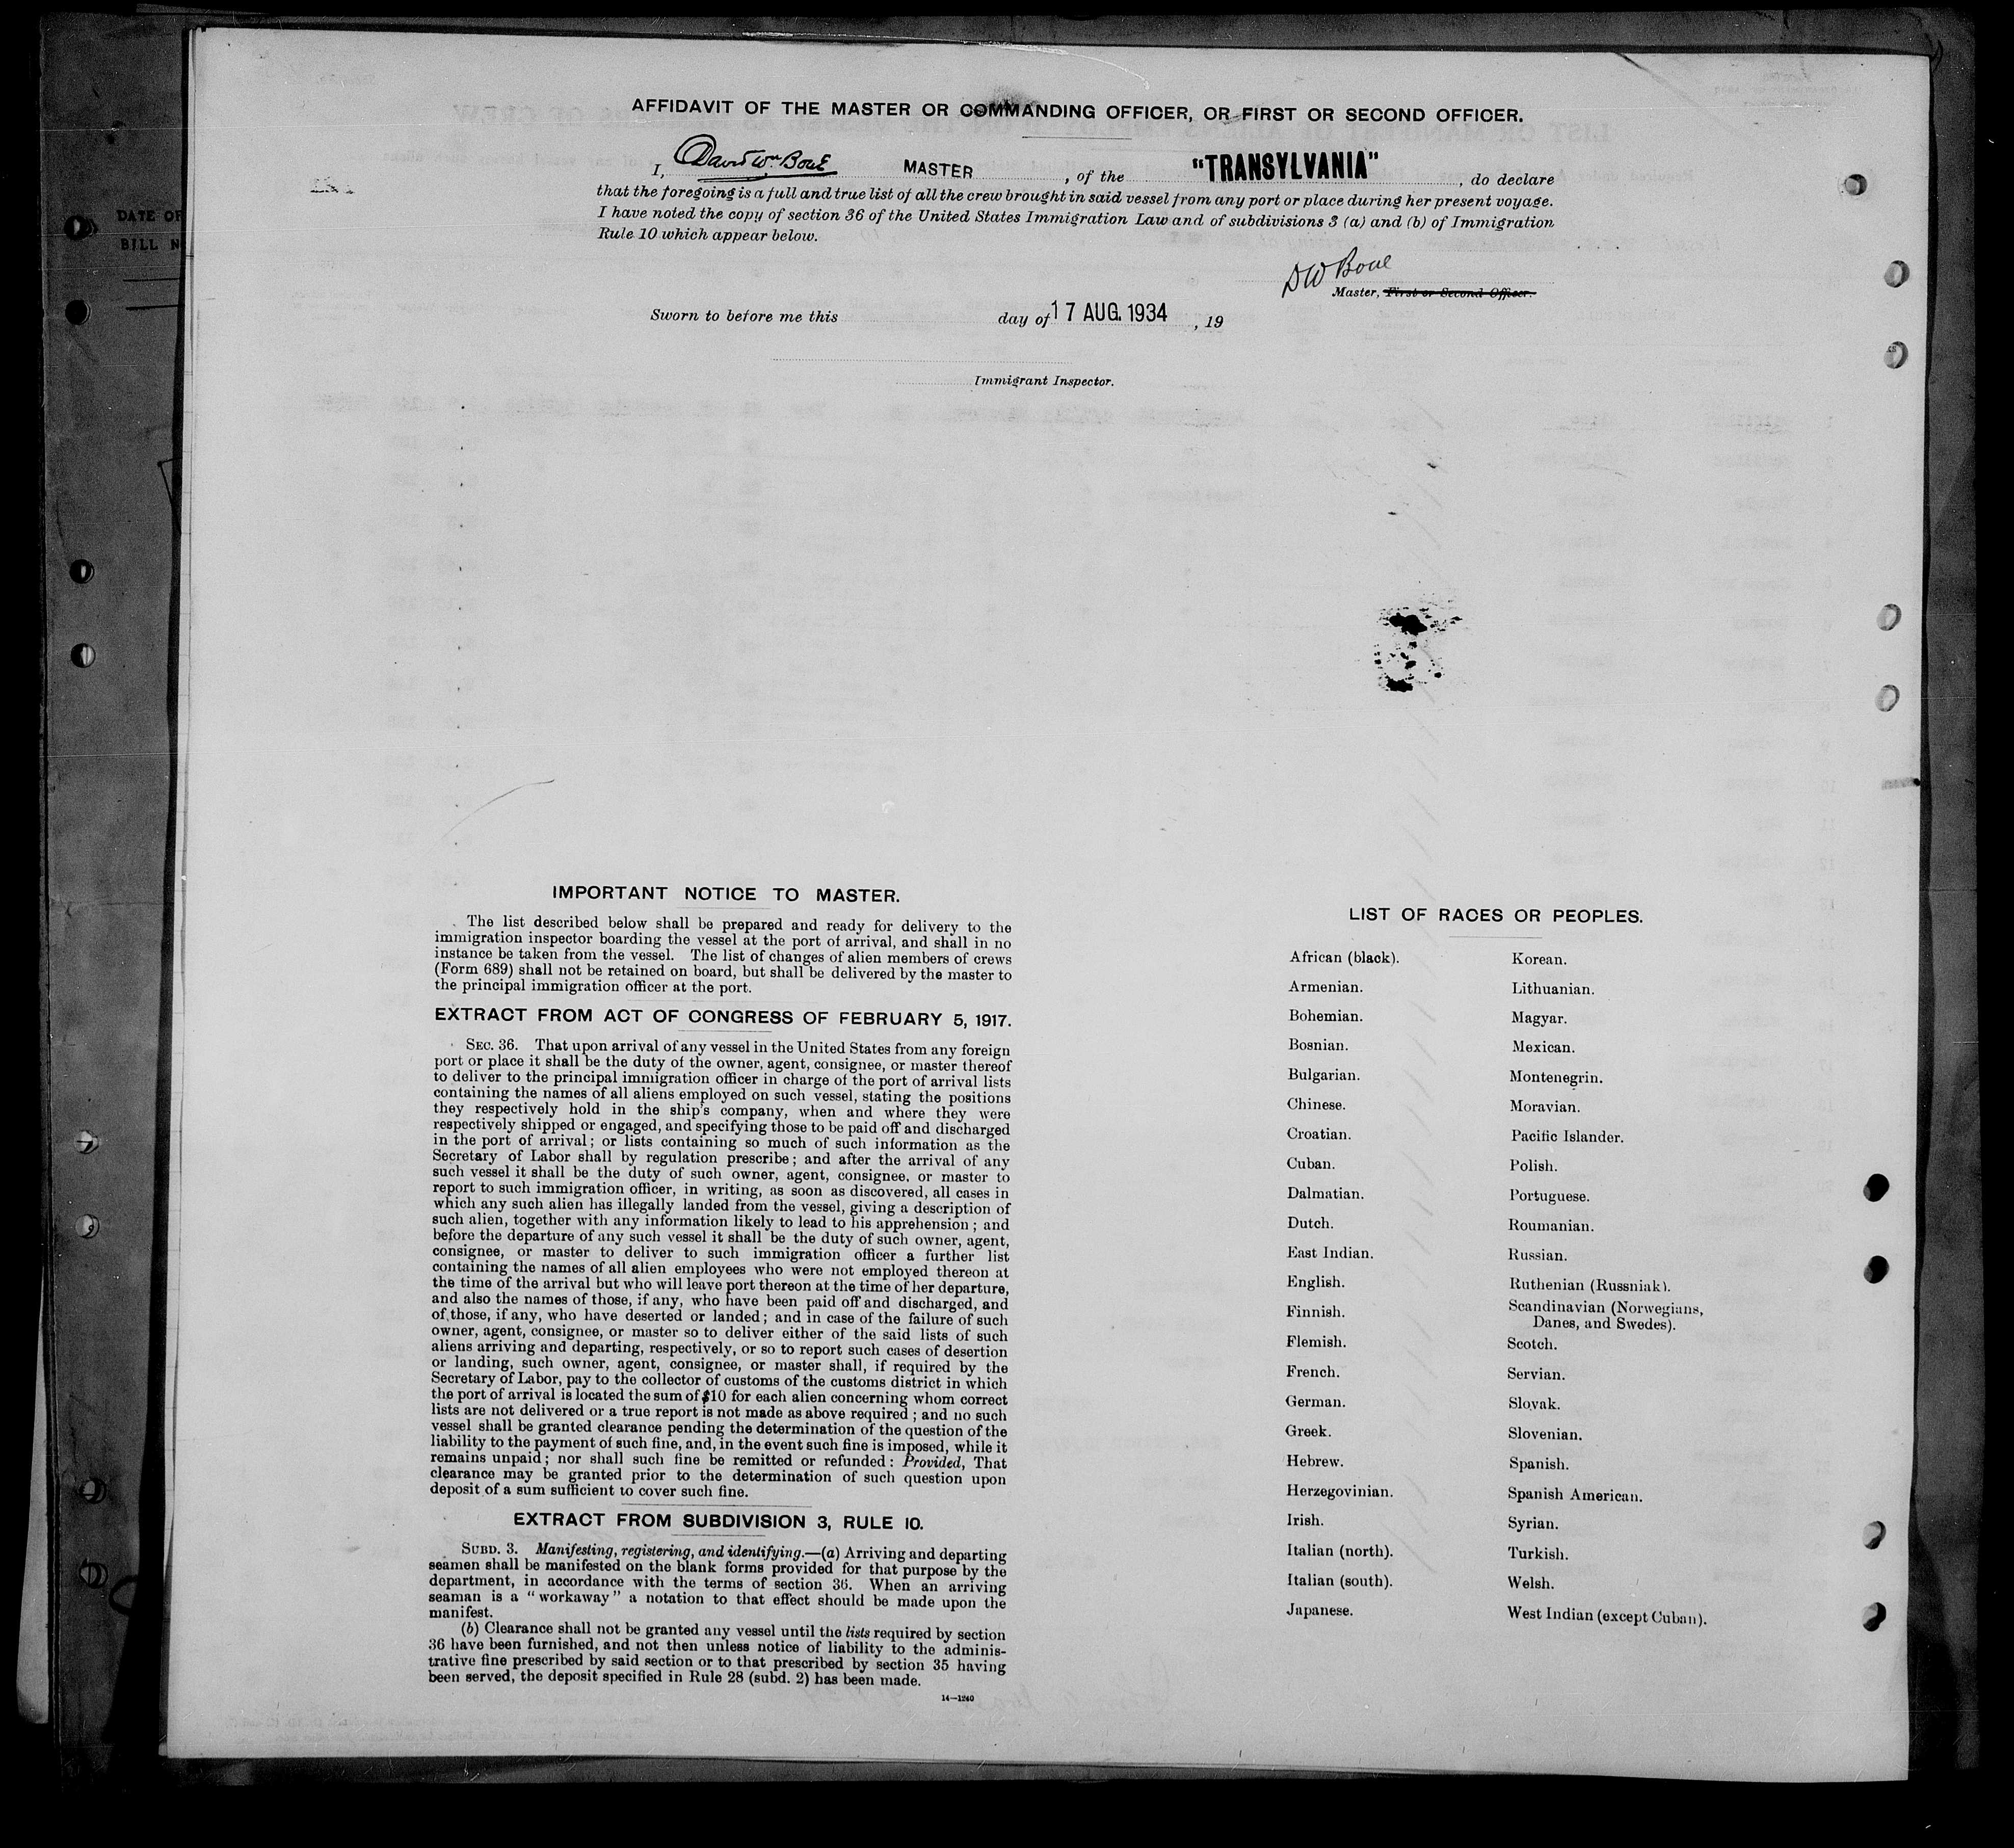 AFFIDAVIT OF THE MASTER OR COMMANDING OFFICER, OR FIRST OR SECOND OFFICER.
I, David Wm Bone MASTER, of the "TRANSYLVANIA", do declare
that the foregoing is a full and true list of all the crew brought in said vessel from any port or place during her present voyage.
I have noted the copy of section 36 of the United States Immigration Law and of subdivisions 3 (a) and (b) of Immigration
Rule 10 which appear below.
DW Bone
Master, First or Second Officer.
Sworn to before me this day of 17 AUG. 1934, 19
Immigrant Inspector.
DATE OF
BILL N
IMPORTANT NOTICE TO MASTER.
The list described below shall be prepared and ready for delivery to the
immigration inspector boarding the vessel at the port of arrival, and shall in no
instance be taken from the vessel. The list of changes of alien members of crews
(Form 689) shall not be retained on board, but shall be delivered by the master to
the principal immigration officer at the port.
EXTRACT FROM ACT OF CONGRESS OF FEBRUARY 5, 1917.
SEC. 36. That upon arrival of any vessel in the United States from any foreign
port or place it shall be the duty of the owner, agent, consignee, or master thereof
to deliver to the principal immigration officer in charge of the port of arrival lists
containing the names of all aliens employed on such vessel, stating the positions
they respectively hold in the ship's company, when and where they were
respectively shipped or engaged, and specifying those to be paid off and discharged
in the port of arrival; or lists containing so much of such information as the
Secretary of Labor shall by regulation prescribe; and after the arrival of any
such vessel it shall be the duty of such owner, agent, consignee, or master to
report to such immigration officer, in writing, as soon as discovered, all cases in
which any such alien has illegally landed from the vessel, giving a description of
such alien, together with any information likely to lead to his apprehension; and
before the departure of any such vessel it shall be the duty of such owner, agent,
consignee, or master to deliver to such immigration officer a further list
containing the names of all alien employees who were not employed thereon at
the time of the arrival but who will leave port thereon at the time of her departure,
and also the names of those, if any, who have been paid off and discharged, and
of those, if any, who have deserted or landed; and in case of the failure of such
owner, agent, consignee, or master so to deliver either of the said lists of such
aliens arriving and departing, respectively, or so to report such cases of desertion
or landing, such owner, agent, consignee, or master shall, if required by the
Secretary of Labor, pay to the collector of customs of the customs district in which
the port of arrival is located the sum of $10 for each alien concerning whom correct
lists are not delivered or a true report is not made as above required; and no such
vessel shall be granted clearance pending the determination of the question of the
liability to the payment of such fine, and, in the event such fine is imposed, while it
remains unpaid; nor shall such fine be remitted or refunded: Provided, That
clearance may be granted prior to the determination of such question upon
deposit of a sum sufficient to cover such fine.
EXTRACT FROM SUBDIVISION 3, RULE 10.
SUBD. 3. Manifesting, registering, and identifying.—(a) Arriving and departing
seamen shall be manifested on the blank forms provided for that purpose by the
department, in accordance with the terms of section 36. When an arriving
seaman is a "workaway" a notation to that effect should be made upon the
manifest.
(b) Clearance shall not be granted any vessel until the lists required by section
36 have been furnished, and not then unless notice of liability to the adminis-
trative fine prescribed by said section or to that prescribed by section 35 having
been served, the deposit specified in Rule 28 (subd. 2) has been made.
14—1240
LIST OF RACES OR PEOPLES.
African (black).
Armenian.
Bohemian.
Bosnian.
Bulgarian.
Chinese.
Croatian.
Cuban.
Dalmatian.
Dutch.
East Indian.
English.
Finnish.
Flemish.
French.
German.
Greek.
Hebrew.
Herzegovinian.
Irish.
Italian (north).
Italian (south).
Japanese.
Korean.
Lithuanian.
Magyar.
Mexican.
Montenegrin.
Moravian.
Pacific Islander.
Polish.
Portuguese.
Roumanian.
Russian.
Ruthenian (Russniak).
Scandinavian (Norwegians,
Danes, and Swedes).
Scotch.
Servian.
Slovak.
Slovenian.
Spanish.
Spanish American.
Syrian.
Turkish.
Welsh.
West Indian (except Cuban).